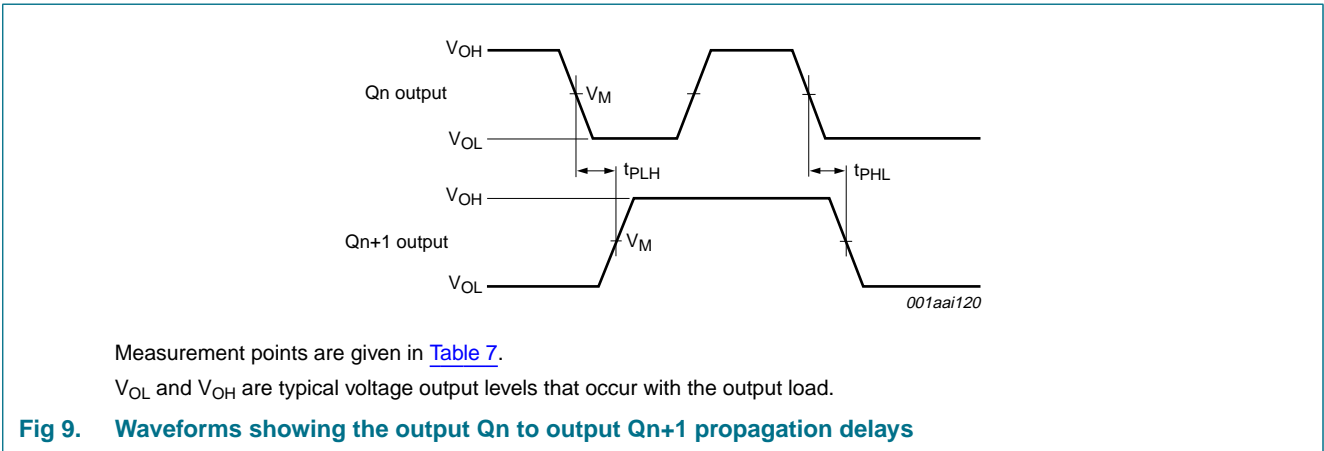 VOH
Qn output
VM
VOL
tPLH
tPHL
VOH
Qn+1 output
VM
VOL
001aai120
Measurement points are given in Table 7.
VOL and VOH are typical voltage output levels that occur with the output load.
Fig 9. Waveforms showing the output Qn to output Qn+1 propagation delays